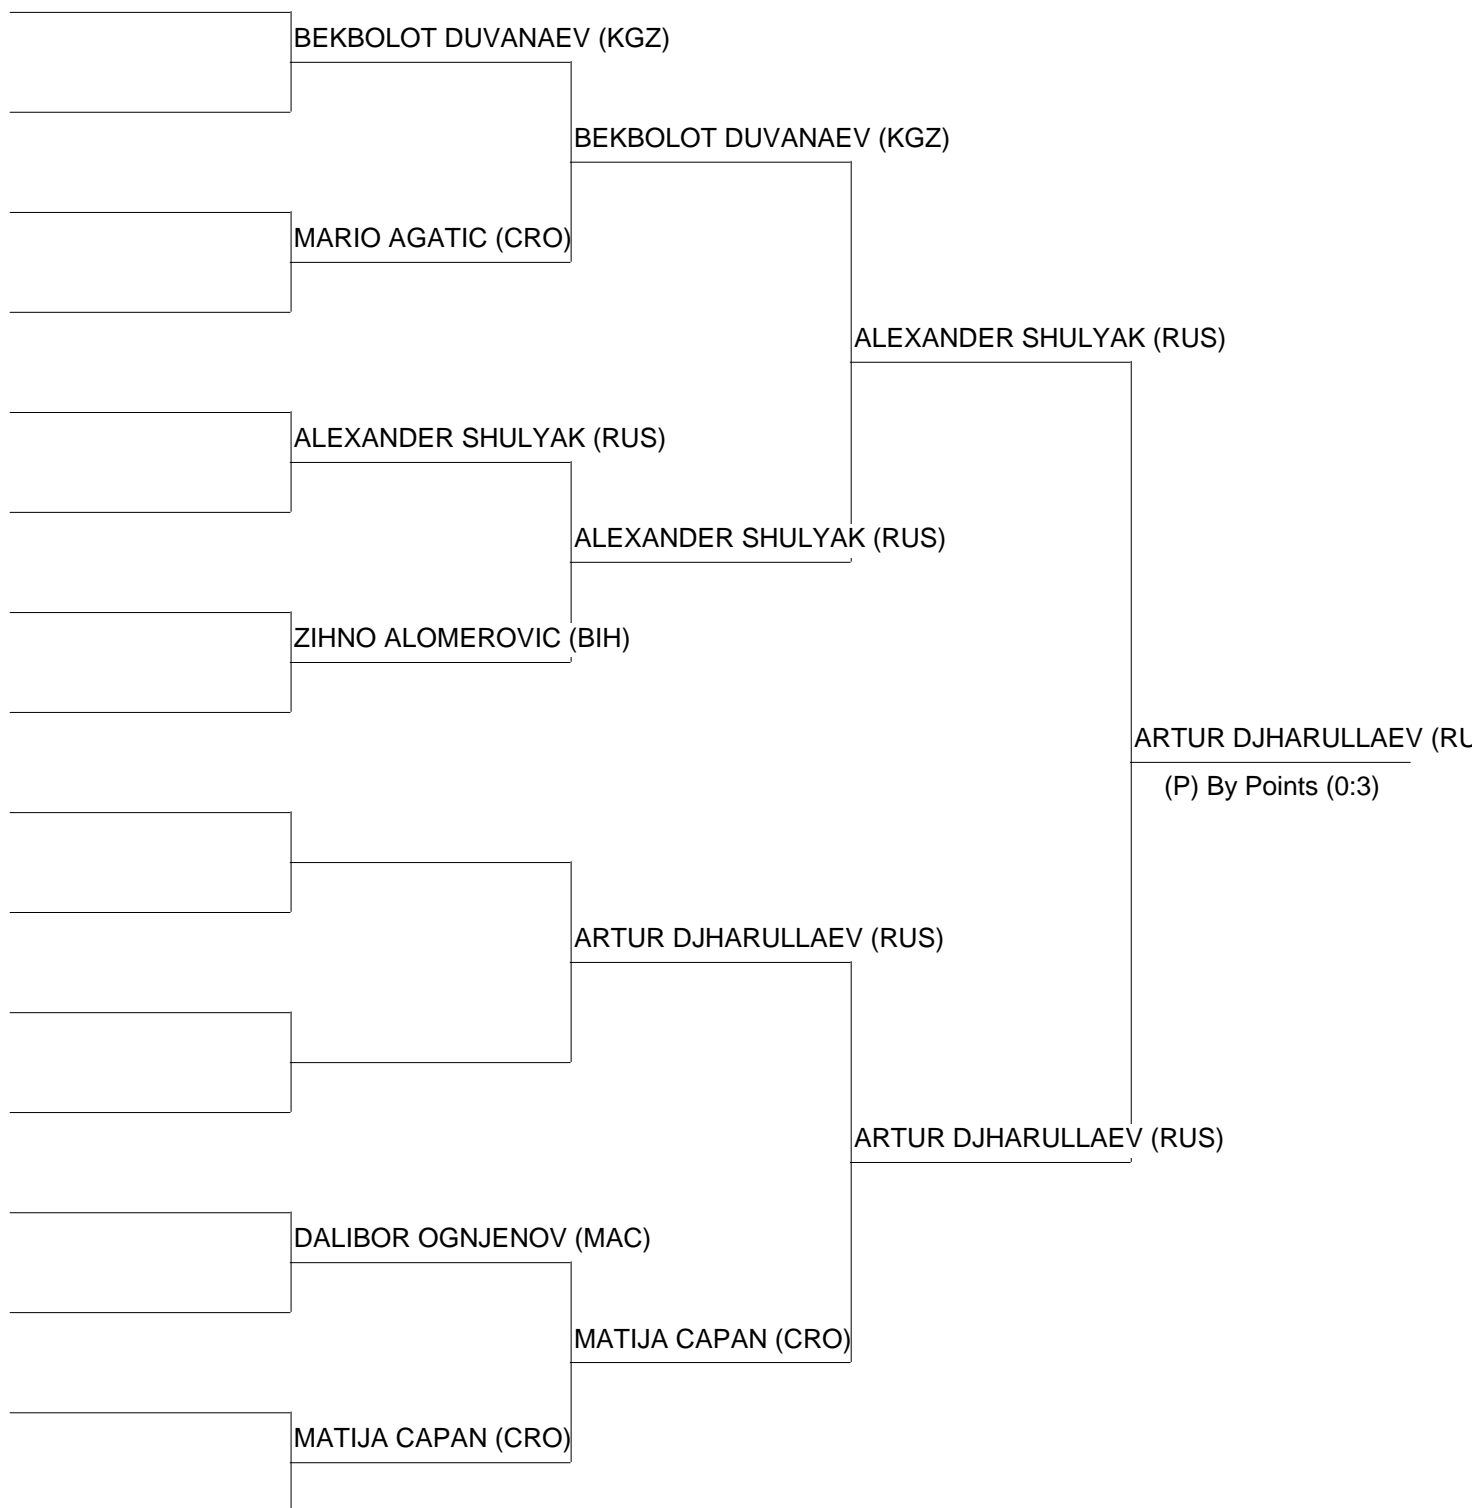 BEKBOLOT DUVANAEV (KGZ)
BEKBOLOT DUVANAEV (KGZ)
MARIO AGATIC (CRO)
ALEXANDER SHULYAK (RUS)
ALEXANDER SHULYAK (RUS)
ALEXANDER SHULYAK (RUS)
ZIHNO ALOMEROVIC (BIH)
ARTUR DJHARULLAEV (RU
(P) By Points (0:3)
ARTUR DJHARULLAEV (RUS)
ARTUR DJHARULLAEV (RUS)
DALIBOR OGNJENOV (MAC)
MATIJA CAPAN (CRO)
MATIJA CAPAN (CRO)